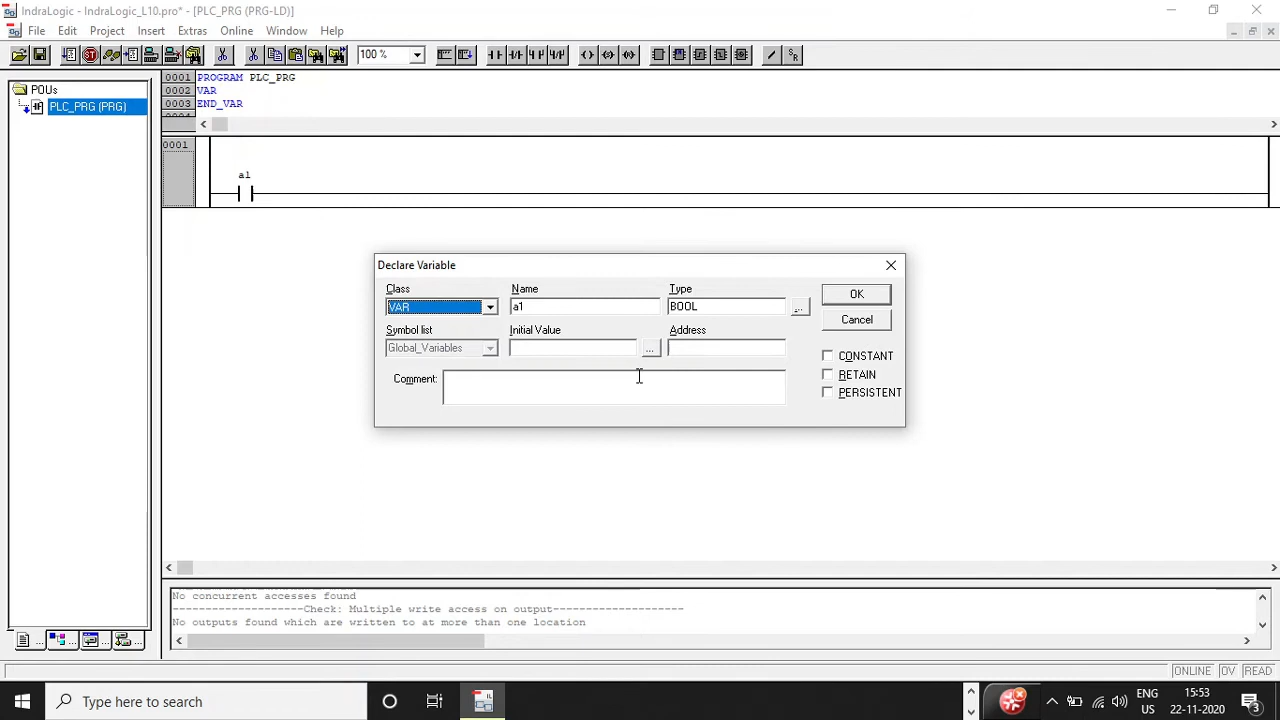 IndraLogic - IndraLogic_L10.pro* - [PLC_PRG (PRG-LD)]
File Edit Project Insert Extras Online Window Help
100 %
POUs
PLC_PRG (PRG)
0001 PROGRAM PLC_PRG
0002 VAR
0003 END_VAR
0001
a1
Declare Variable
Class Name Type
VAR a1 BOOL ... OK
Symbol list Initial Value Address Cancel
Global_Variables ...
CONSTANT
Comment: RETAIN
PERSISTENT
No concurrent accesses found
--------------------Check: Multiple write access on output--------------------
No outputs found which are written to at more than one location
ONLINE OV READ
Type here to search
ENG
US
15:53
22-11-2020
3